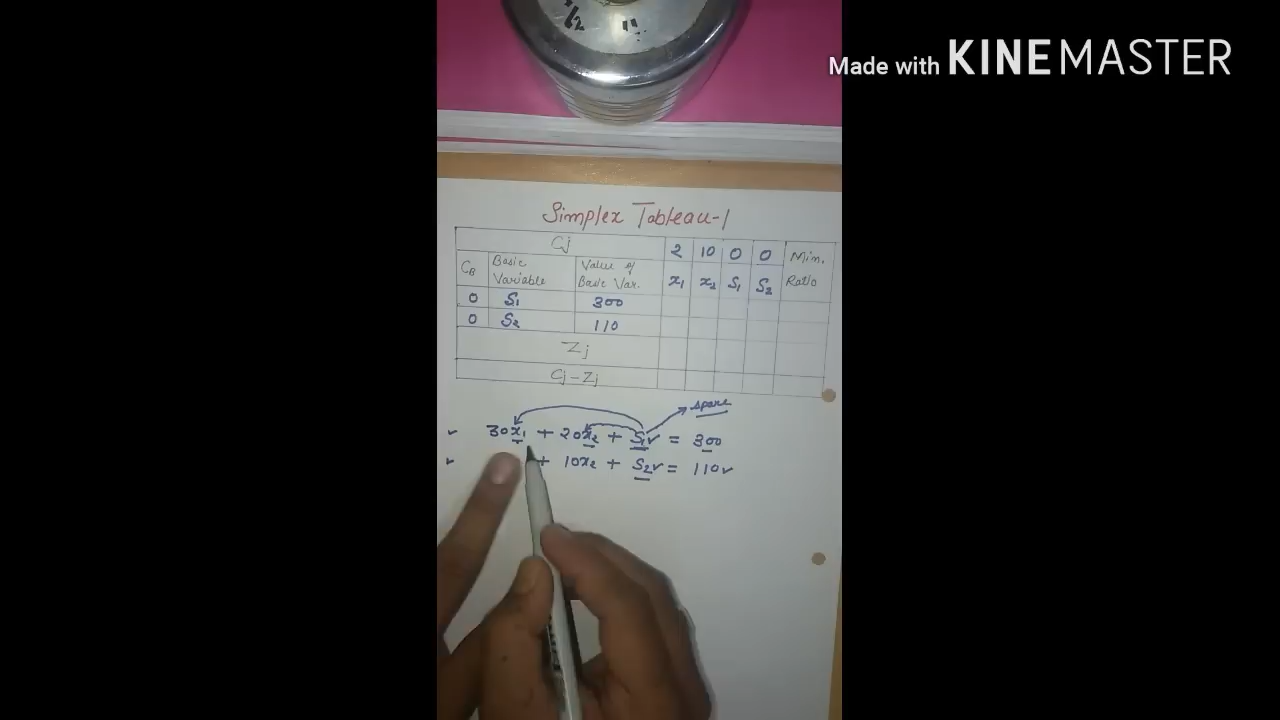 Made with KINEMASTER
Simplex Tableau-1
Cj 2 10 0 0 Min. Ratio
CB Basic Variable Value of Basic Var. x1 x2 S1 S2
0 S1 300
0 S2 110
Zj
Cj - Zj
space
30x1 + 20x2 + S1 = 300
+ 10x2 + S2 = 110